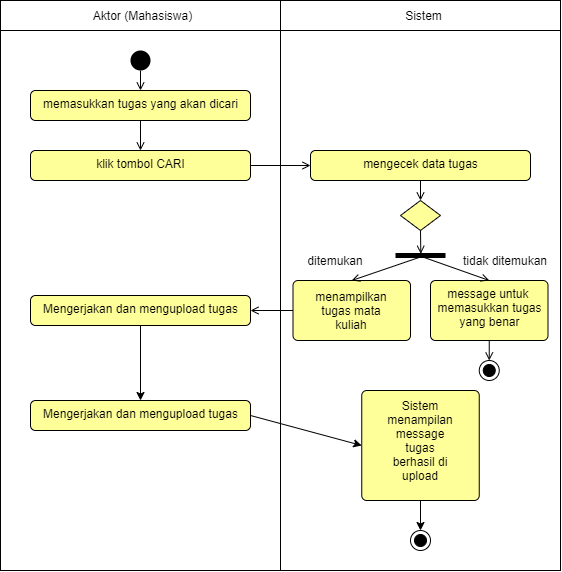 Aktor (Mahasiswa)
Sistem
memasukkan tugas yang akan dicari
klik tombol CARI
mengecek data tugas
ditemukan
tidak ditemukan
menampilkan
tugas mata
kuliah
message untuk
memasukkan tugas
yang benar
Mengerjakan dan mengupload tugas
Mengerjakan dan mengupload tugas
Sistem
menampilan
message
tugas
berhasil di
upload